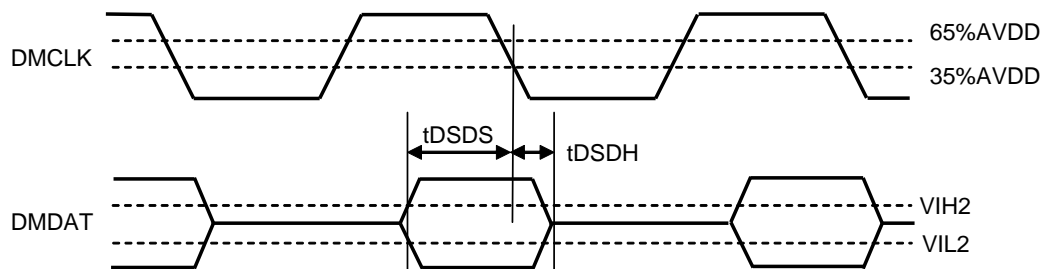 65%AVDD
DMCLK
35%AVDD
tDSDS
tDSDH
VIH2
DMDAT
VIL2